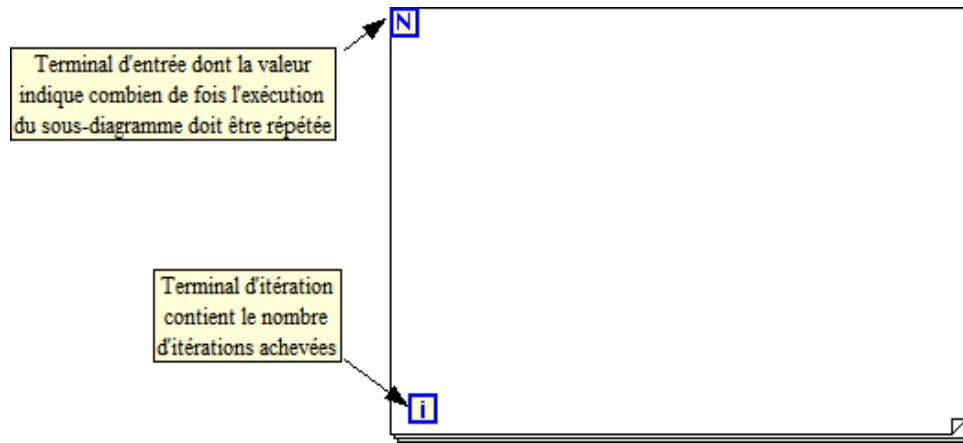 N
Terminal d'entrée dont la valeur
indique combien de fois l'exécution
du sous-diagramme doit être répétée
Terminal d'itération
contient le nombre
d'itérations achevées
i